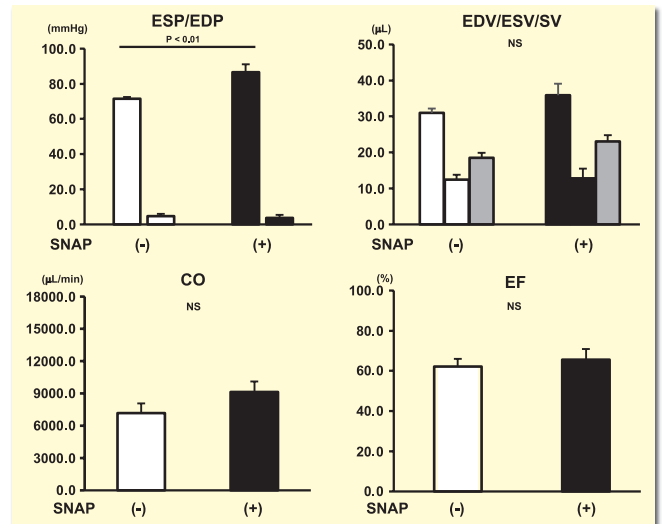 ESP/EDP
(mmHg)
P < 0.01
100.0
80.0
60.0
40.0
20.0
0.0
SNAP (-) (+)
EDV/ESV/SV
(μL)
NS
50.0
40.0
30.0
20.0
10.0
0.0
SNAP (-) (+)
CO
(μL/min)
NS
18000.0
15000.0
12000.0
9000.0
6000.0
3000.0
0.0
SNAP (-) (+)
EF
(%)
NS
100.0
80.0
60.0
40.0
20.0
0.0
SNAP (-) (+)